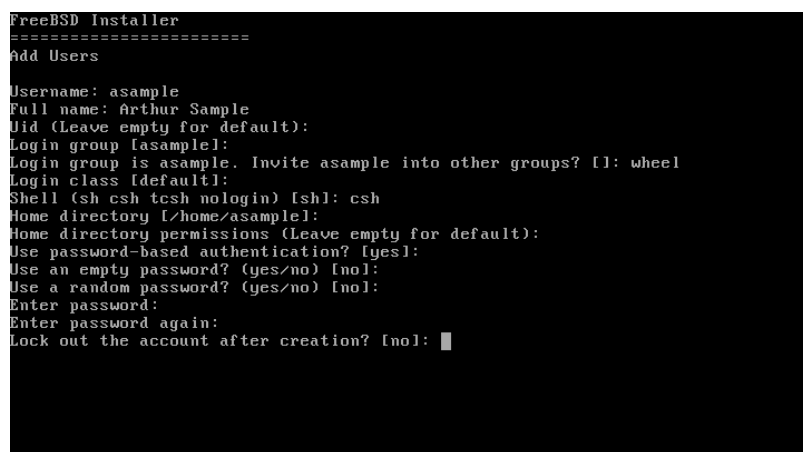 FreeBSD Installer
========================
Add Users
Username: asample
Full name: Arthur Sample
Uid (Leave empty for default):
Login group [asample]:
Login group is asample. Invite asample into other groups? []: wheel
Login class [default]:
Shell (sh csh tcsh nologin) [sh]: csh
Home directory [/home/asample]:
Home directory permissions (Leave empty for default):
Use password-based authentication? [yes]:
Use an empty password? (yes/no) [no]:
Use a random password? (yes/no) [no]:
Enter password:
Enter password again:
Lock out the account after creation? [no]: